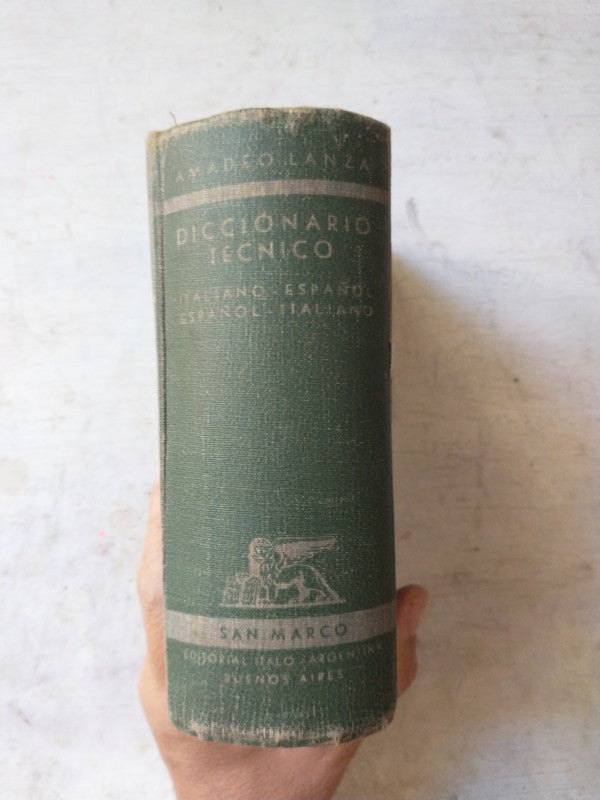 AMADEO LANZA
DICCIONARIO
TECNICO
ITALIANO - ESPAÑOL
ESPAÑOL - ITALIANO
SAN MARCO
EDITORIAL ITALO - ARGENTINA
BUENOS AIRES